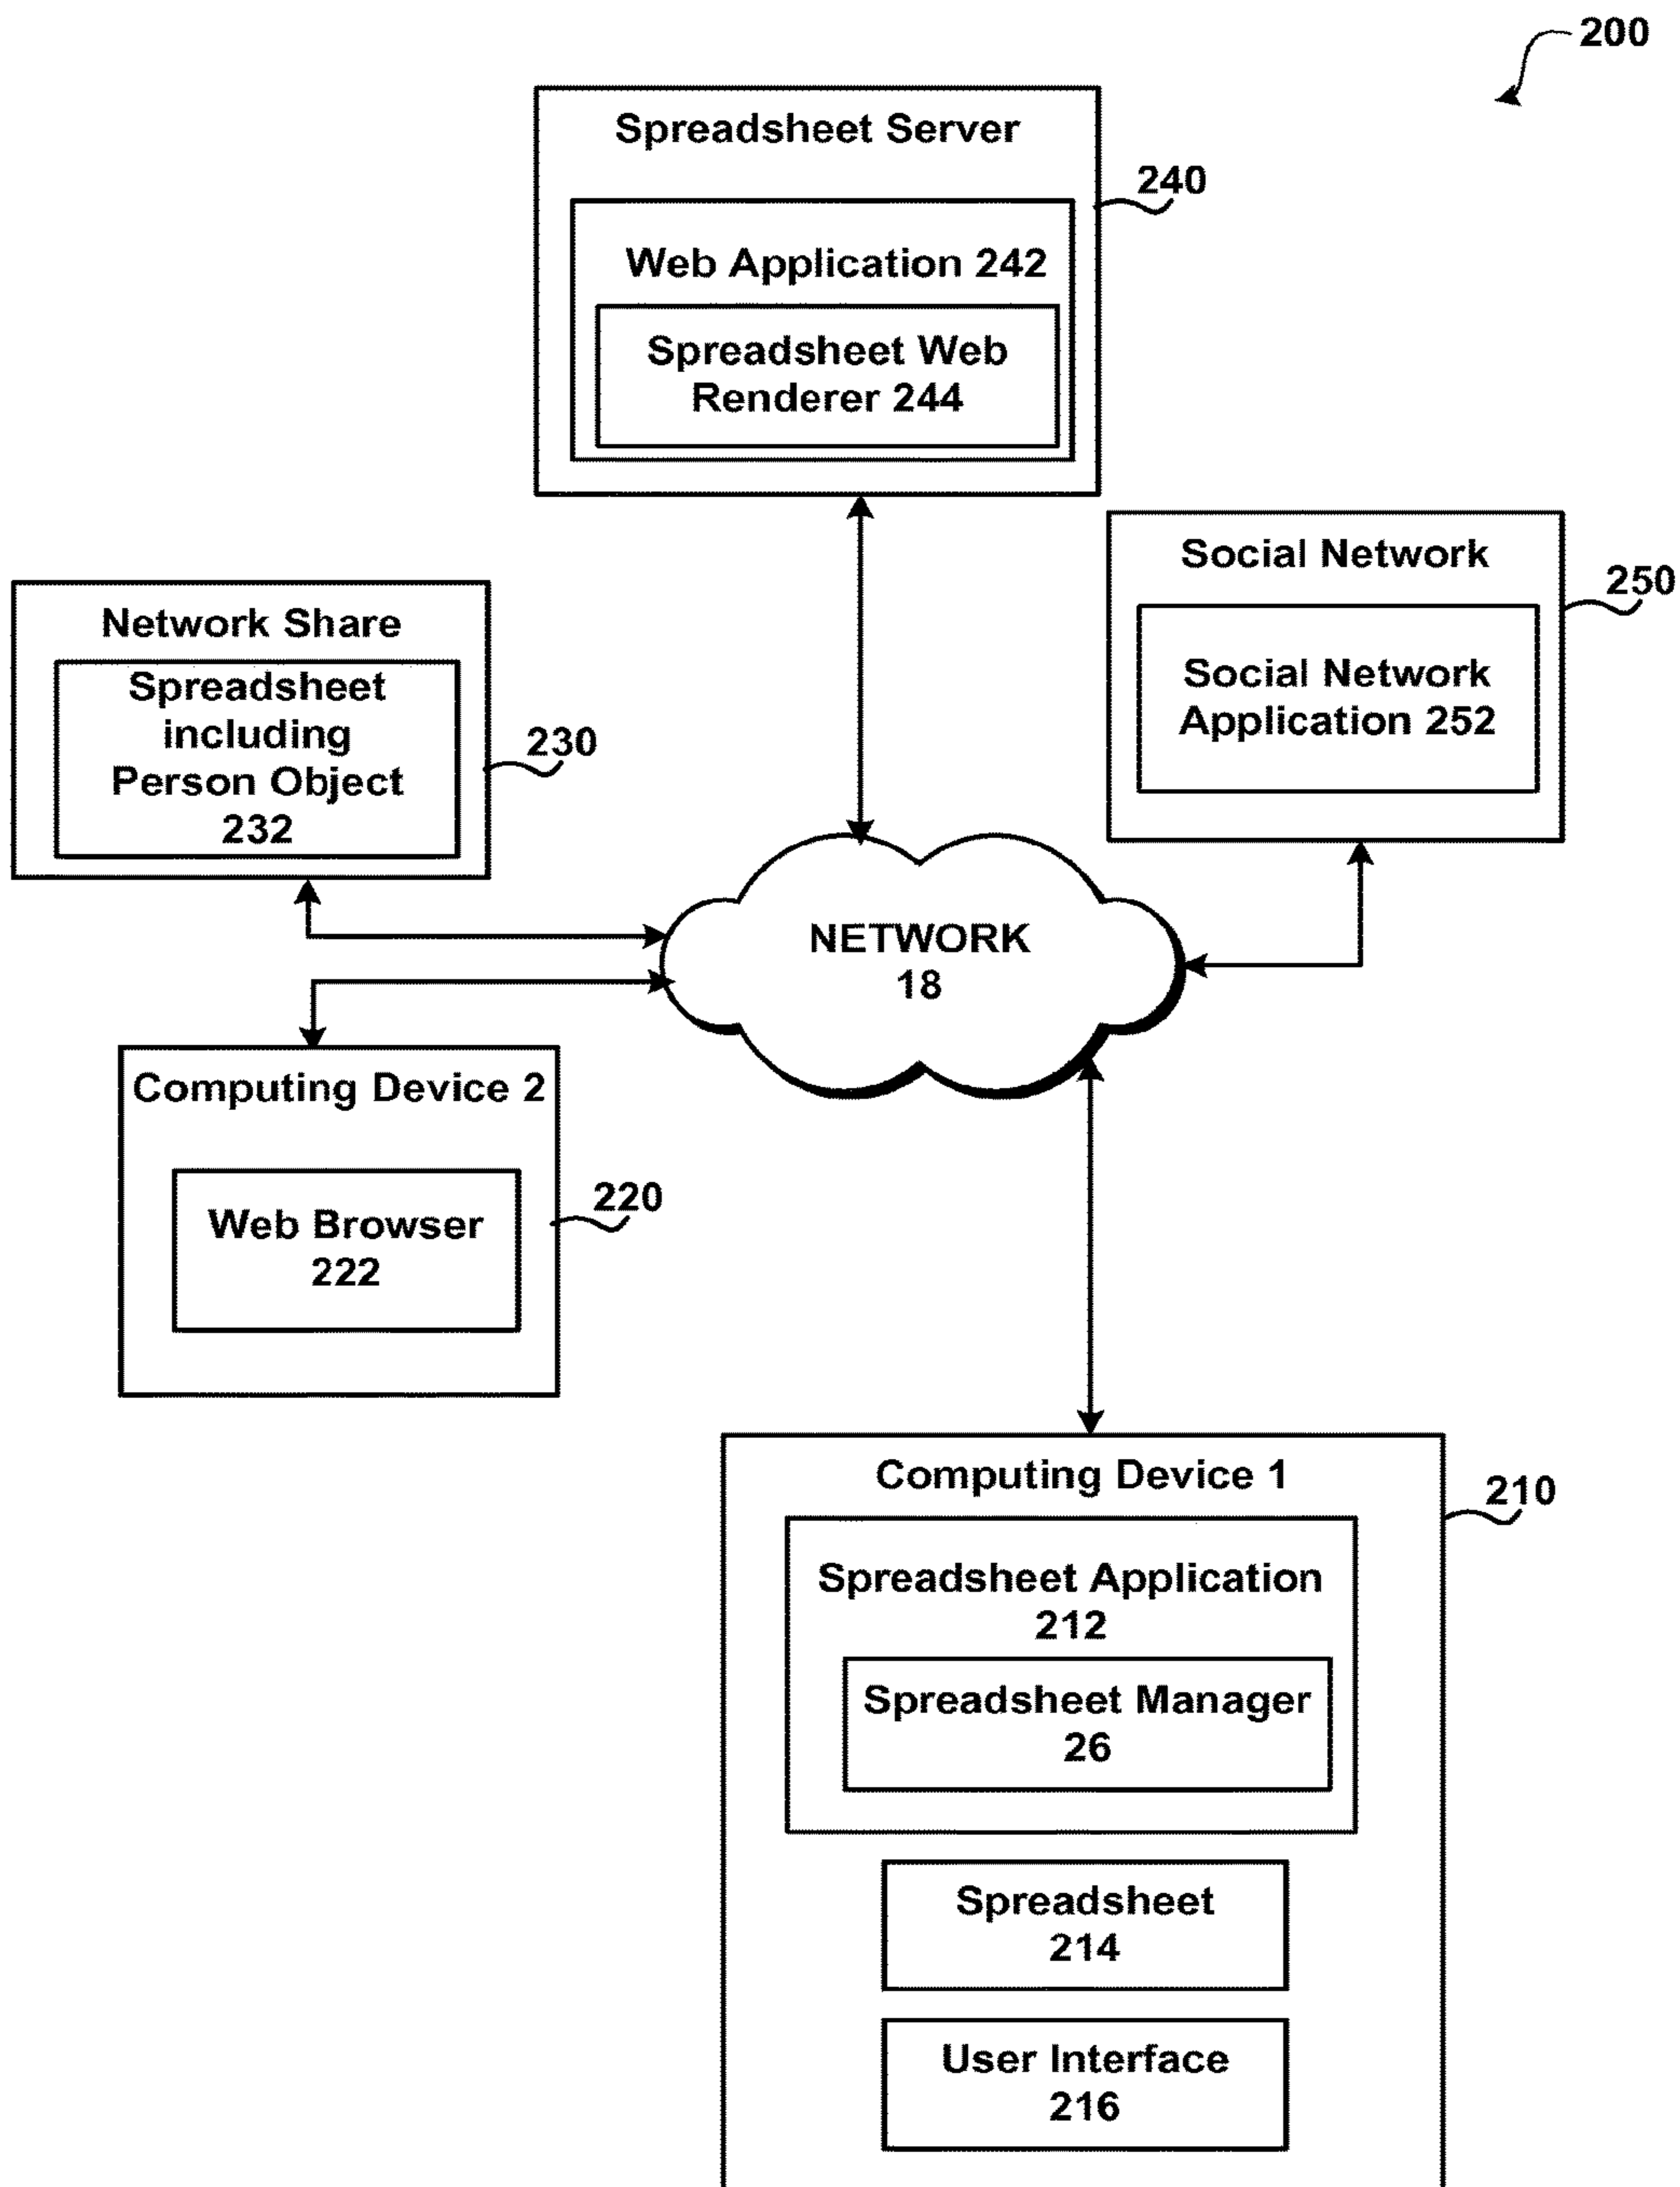 200
Spreadsheet Server
240
Web Application 242
Spreadsheet Web
Renderer 244
Social Network
250
Social Network
Application 252
Network Share
Spreadsheet
including
Person Object
232
230
NETWORK
18
Computing Device 2
Web Browser
222
220
Computing Device 1
210
Spreadsheet Application
212
Spreadsheet Manager
26
Spreadsheet
214
User Interface
216